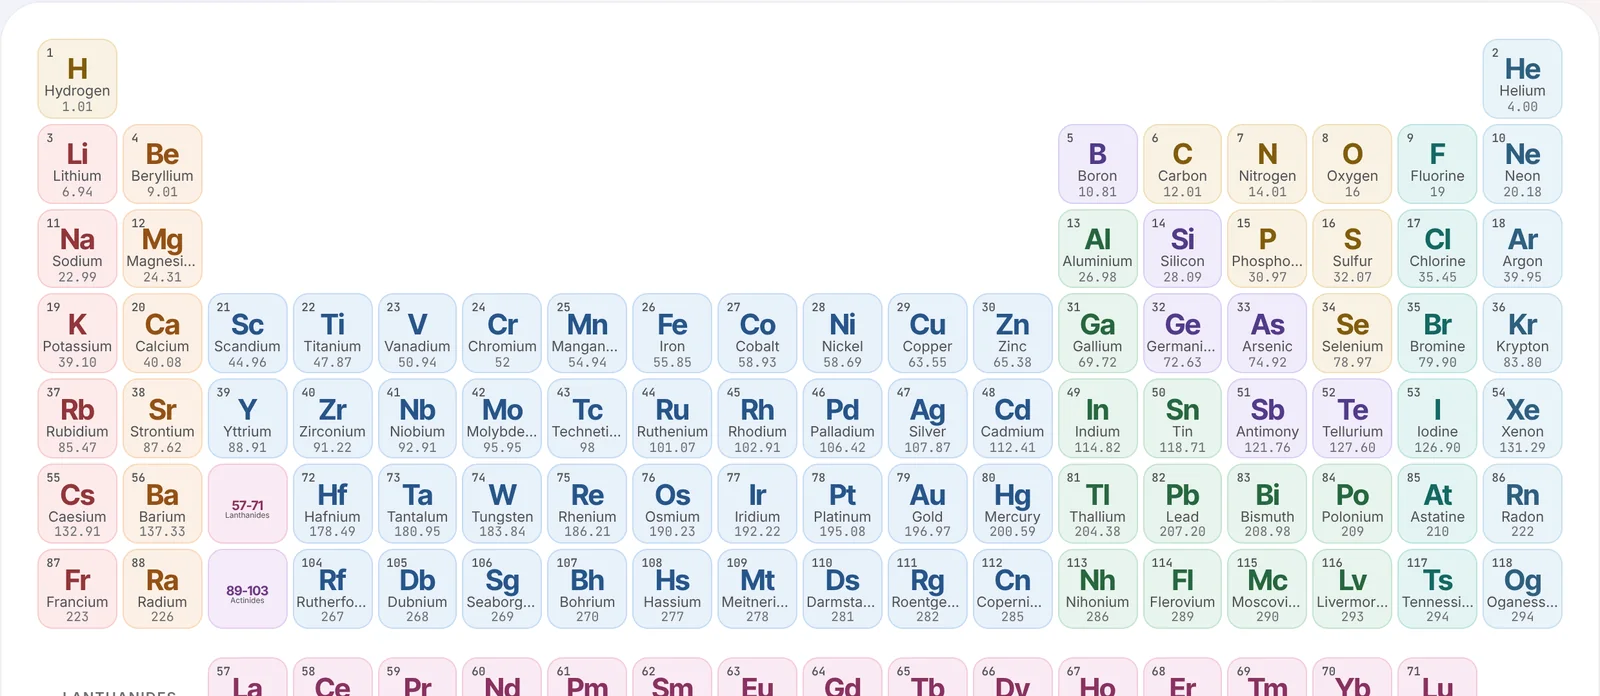 1 H Hydrogen 1.01
2 He Helium 4.00
3 Li Lithium 6.94
4 Be Beryllium 9.01
5 B Boron 10.81
6 C Carbon 12.01
7 N Nitrogen 14.01
8 O Oxygen 16
9 F Fluorine 19
10 Ne Neon 20.18
11 Na Sodium 22.99
12 Mg Magnesi... 24.31
13 Al Aluminium 26.98
14 Si Silicon 28.09
15 P Phospho... 30.97
16 S Sulfur 32.07
17 Cl Chlorine 35.45
18 Ar Argon 39.95
19 K Potassium 39.10
20 Ca Calcium 40.08
21 Sc Scandium 44.96
22 Ti Titanium 47.87
23 V Vanadium 50.94
24 Cr Chromium 52
25 Mn Mangan... 54.94
26 Fe Iron 55.85
27 Co Cobalt 58.93
28 Ni Nickel 58.69
29 Cu Copper 63.55
30 Zn Zinc 65.38
31 Ga Gallium 69.72
32 Ge Germani... 72.63
33 As Arsenic 74.92
34 Se Selenium 78.97
35 Br Bromine 79.90
36 Kr Krypton 83.80
37 Rb Rubidium 85.47
38 Sr Strontium 87.62
39 Y Yttrium 88.91
40 Zr Zirconium 91.22
41 Nb Niobium 92.91
42 Mo Molybde... 95.95
43 Tc Techneti... 98
44 Ru Ruthenium 101.07
45 Rh Rhodium 102.91
46 Pd Palladium 106.42
47 Ag Silver 107.87
48 Cd Cadmium 112.41
49 In Indium 114.82
50 Sn Tin 118.71
51 Sb Antimony 121.76
52 Te Tellurium 127.60
53 I Iodine 126.90
54 Xe Xenon 131.29
55 Cs Caesium 132.91
56 Ba Barium 137.33
57-71 Lanthanides
72 Hf Hafnium 178.49
73 Ta Tantalum 180.95
74 W Tungsten 183.84
75 Re Rhenium 186.21
76 Os Osmium 190.23
77 Ir Iridium 192.22
78 Pt Platinum 195.08
79 Au Gold 196.97
80 Hg Mercury 200.59
81 Tl Thallium 204.38
82 Pb Lead 207.20
83 Bi Bismuth 208.98
84 Po Polonium 209
85 At Astatine 210
86 Rn Radon 222
87 Fr Francium 223
88 Ra Radium 226
89-103 Actinides
104 Rf Rutherfo... 267
105 Db Dubnium 268
106 Sg Seaborg... 269
107 Bh Bohrium 270
108 Hs Hassium 277
109 Mt Meitneri... 278
110 Ds Darmsta... 281
111 Rg Roentge... 282
112 Cn Coperni... 285
113 Nh Nihonium 286
114 Fl Flerovium 289
115 Mc Moscovi... 290
116 Lv Livermor... 293
117 Ts Tennessi... 294
118 Og Oganess... 294
LANTHANIDES
57 La
58 Ce
59 Pr
60 Nd
61 Pm
62 Sm
63 Eu
64 Gd
65 Tb
66 Dy
67 Ho
68 Er
69 Tm
70 Yb
71 Lu